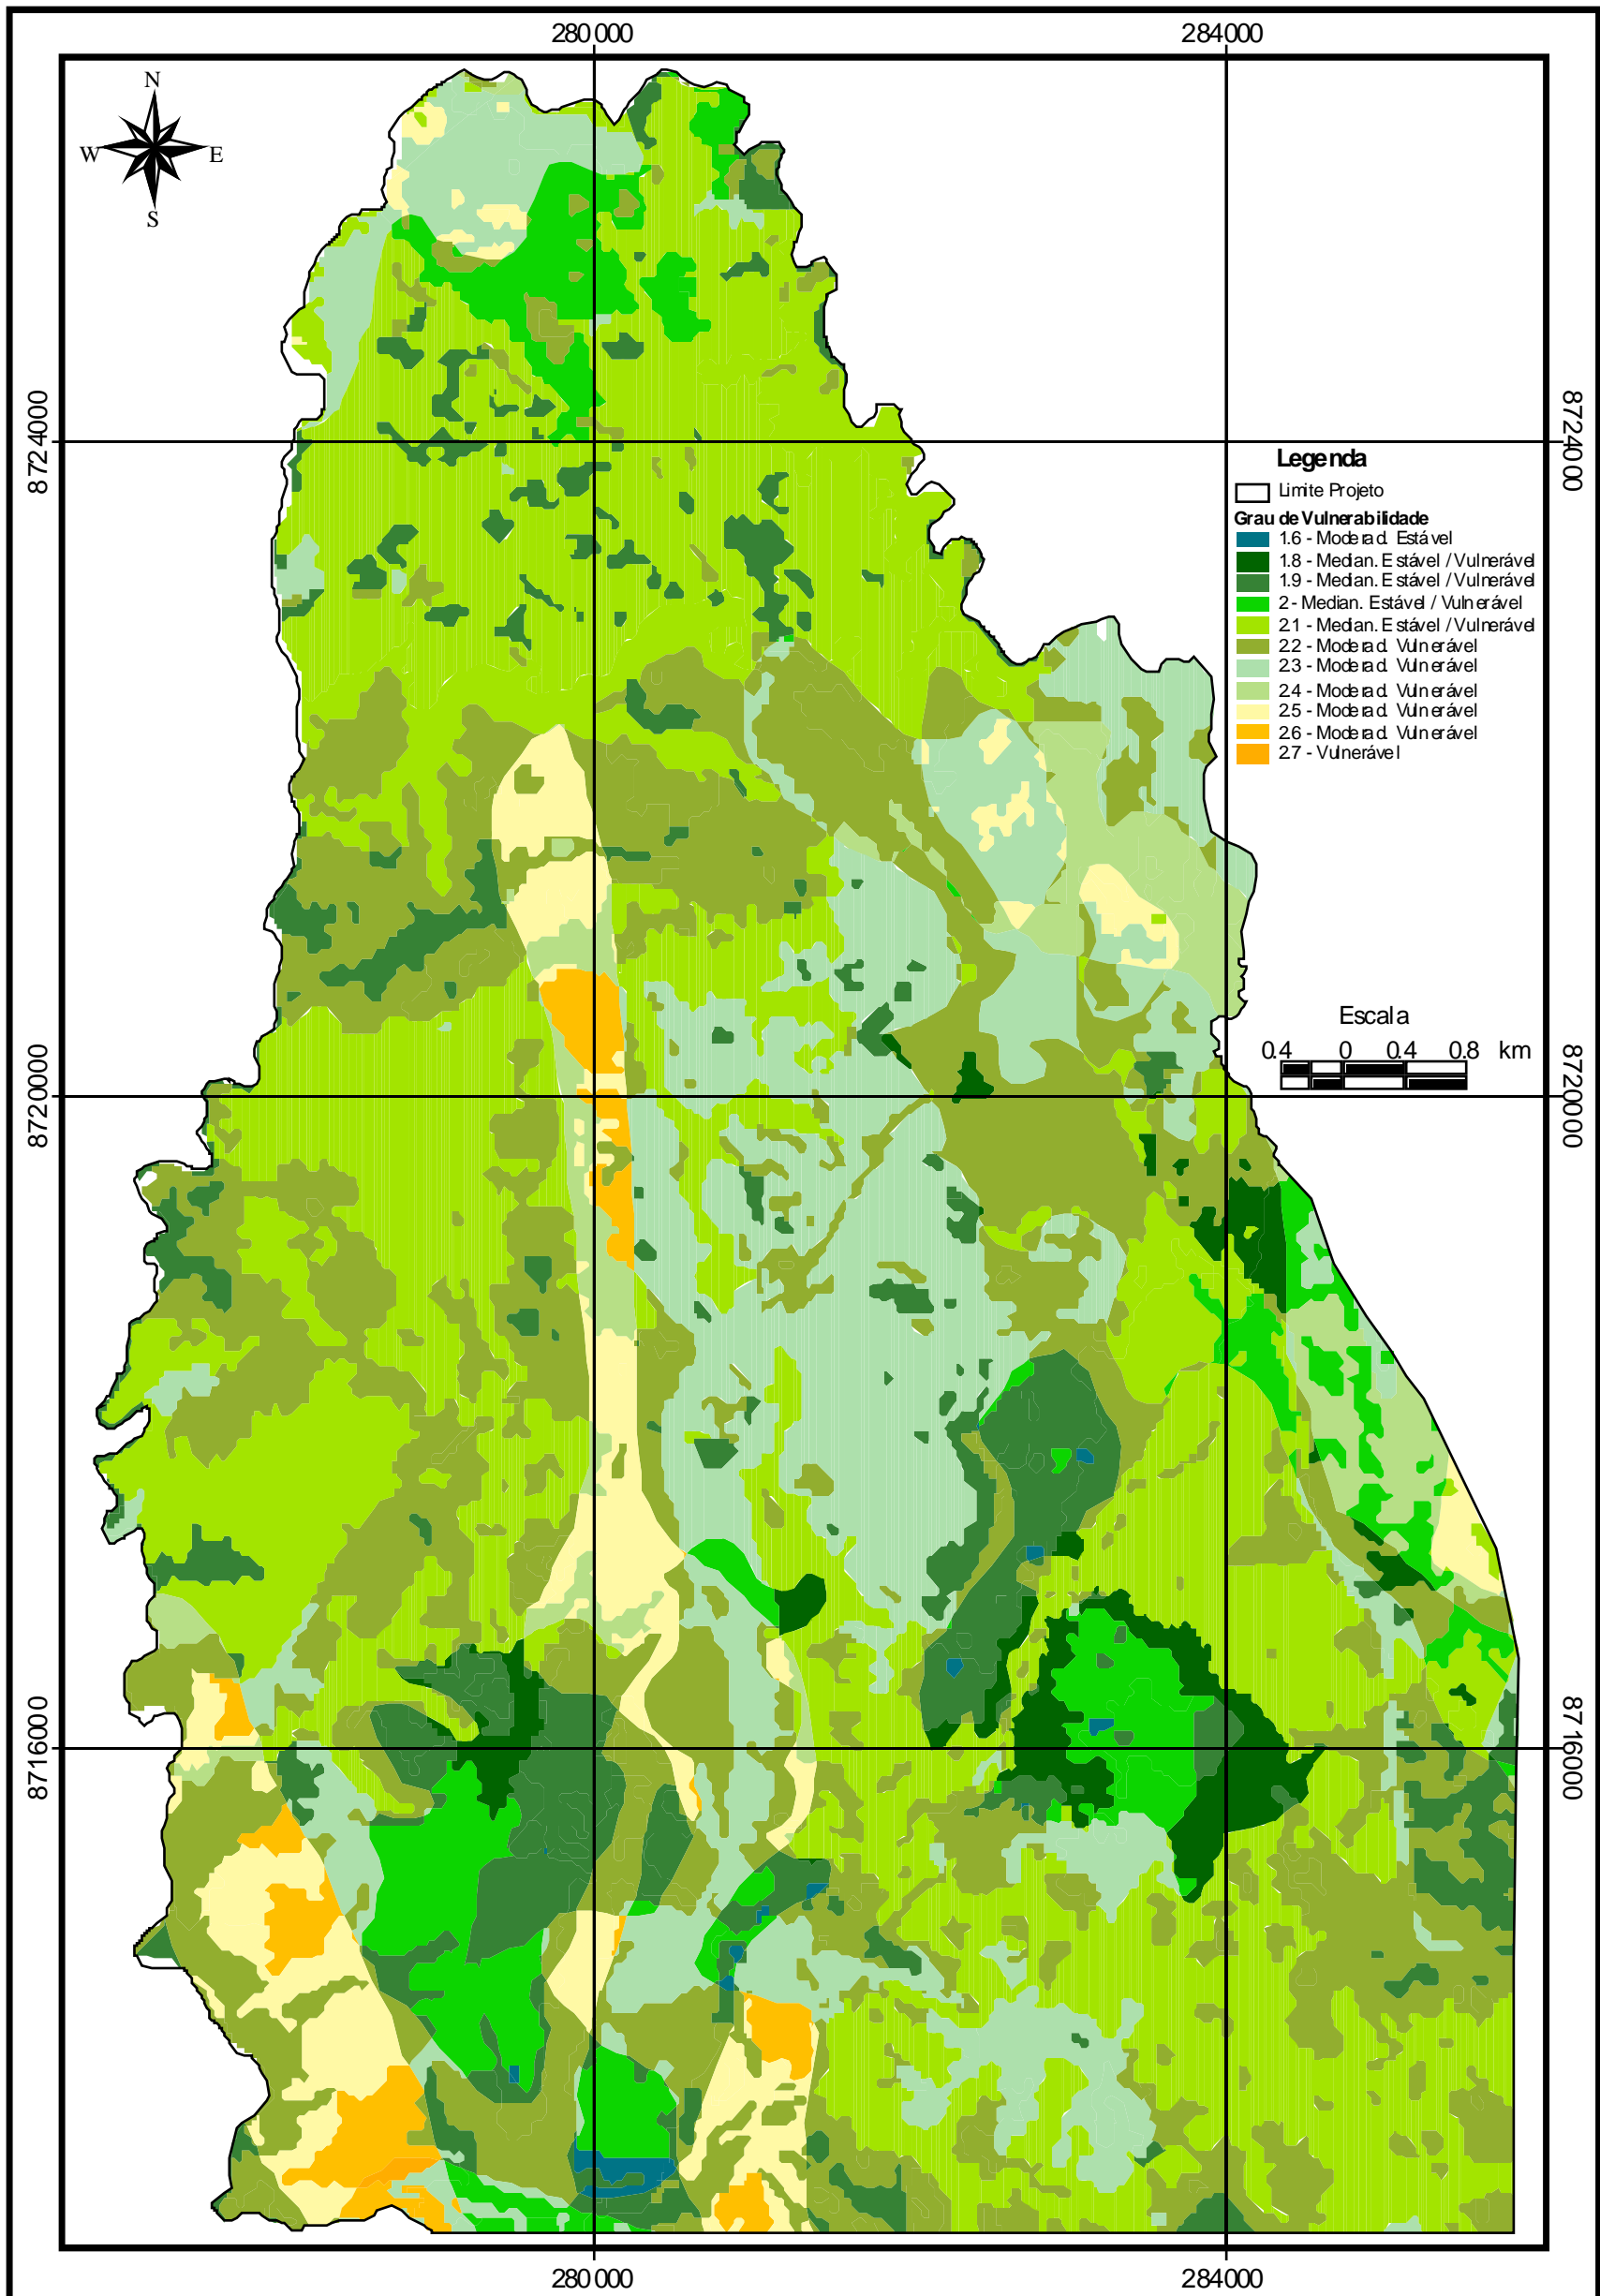 280000 284000
N
W E
S
8724000 8724000
Legenda
Limite Projeto
Grau de Vulnerabilidade
1.6 - Moderad. Estável
1.8 - Median. Estável / Vulnerável
1.9 - Median. Estável / Vulnerável
2 - Median. Estável / Vulnerável
2.1 - Median. Estável / Vulnerável
2.2 - Moderad. Vulnerável
2.3 - Moderad. Vulnerável
2.4 - Moderad. Vulnerável
2.5 - Moderad. Vulnerável
2.6 - Moderad. Vulnerável
2.7 - Vulnerável
Escala
0.4 0 0.4 0.8 km
8720000 8720000
8716000 8716000
280000 284000